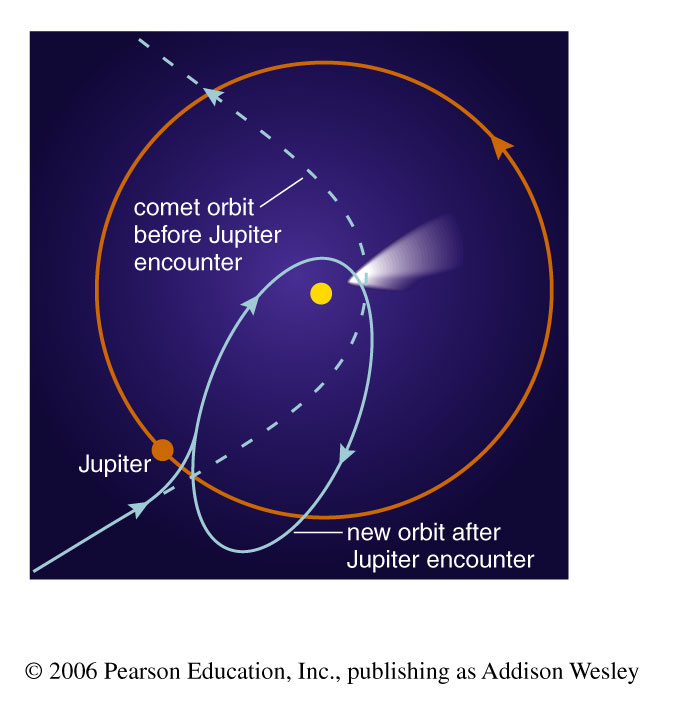 comet orbit
before Jupiter
encounter
Jupiter
new orbit after
Jupiter encounter
© 2006 Pearson Education, Inc., publishing as Addison Wesley